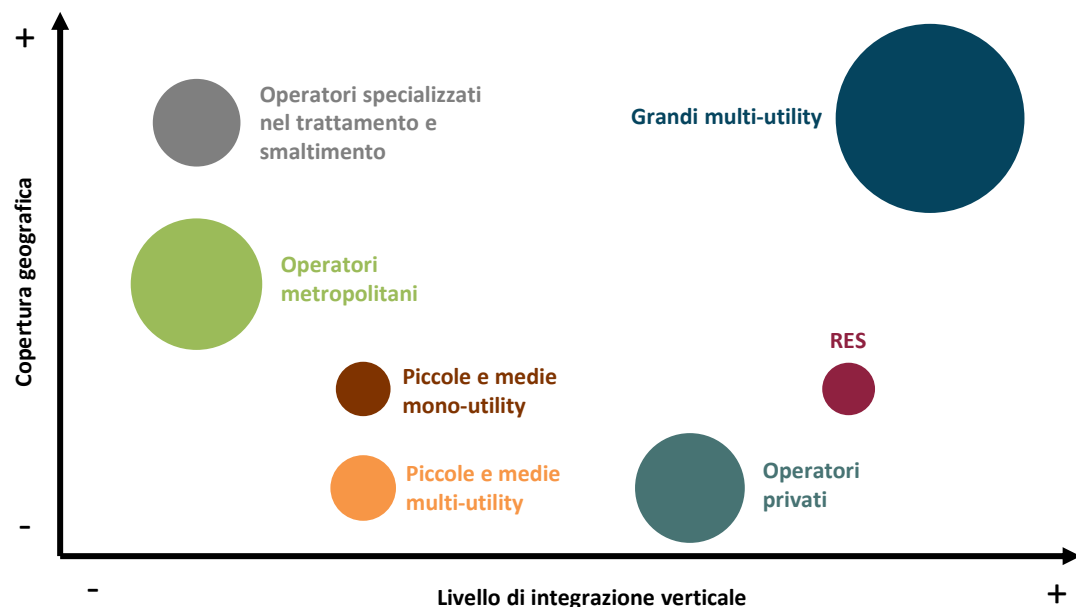 +
Operatori specializzati
nel trattamento e
smaltimento
Grandi multi-utility
Copertura geografica
Operatori
metropolitani
RES
Piccole e medie
mono-utility
Piccole e medie
multi-utility
Operatori
privati
-
-
Livello di integrazione verticale
+